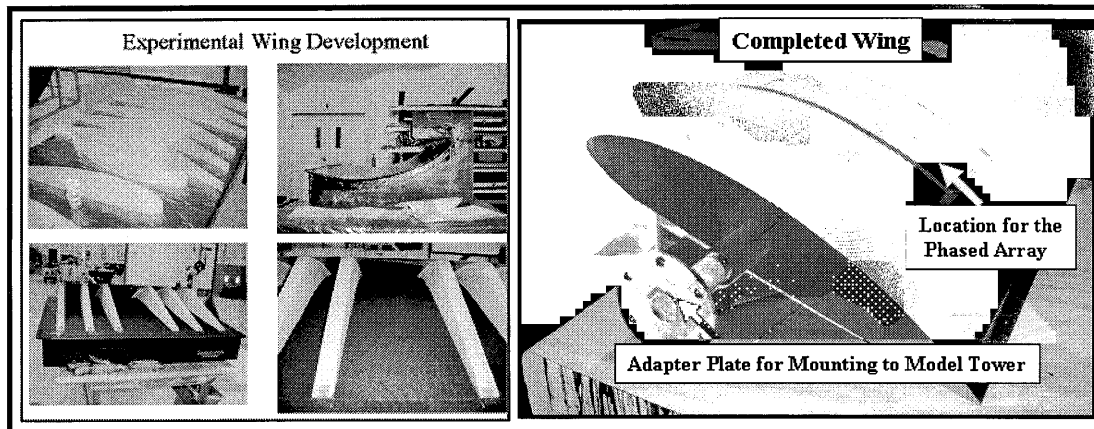 Experimental Wing Development
Completed Wing
Location for the
Phased Array
Adapter Plate for Mounting to Model Tower